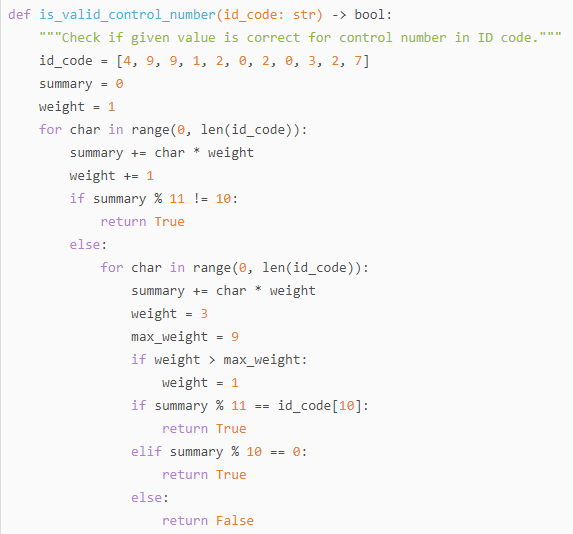 def is_valid_control_number(id_code: str) -> bool:
    """Check if given value is correct for control number in ID code."""
    id_code = [4, 9, 9, 1, 2, 0, 2, 0, 3, 2, 7]
    summary = 0
    weight = 1
    for char in range(0, len(id_code)):
        summary += char * weight
        weight += 1
        if summary % 11 != 10:
            return True
        else:
            for char in range(0, len(id_code)):
                summary += char * weight
                weight = 3
                max_weight = 9
                if weight > max_weight:
                    weight = 1
                if summary % 11 == id_code[10]:
                    return True
                elif summary % 10 == 0:
                    return True
                else:
                    return False